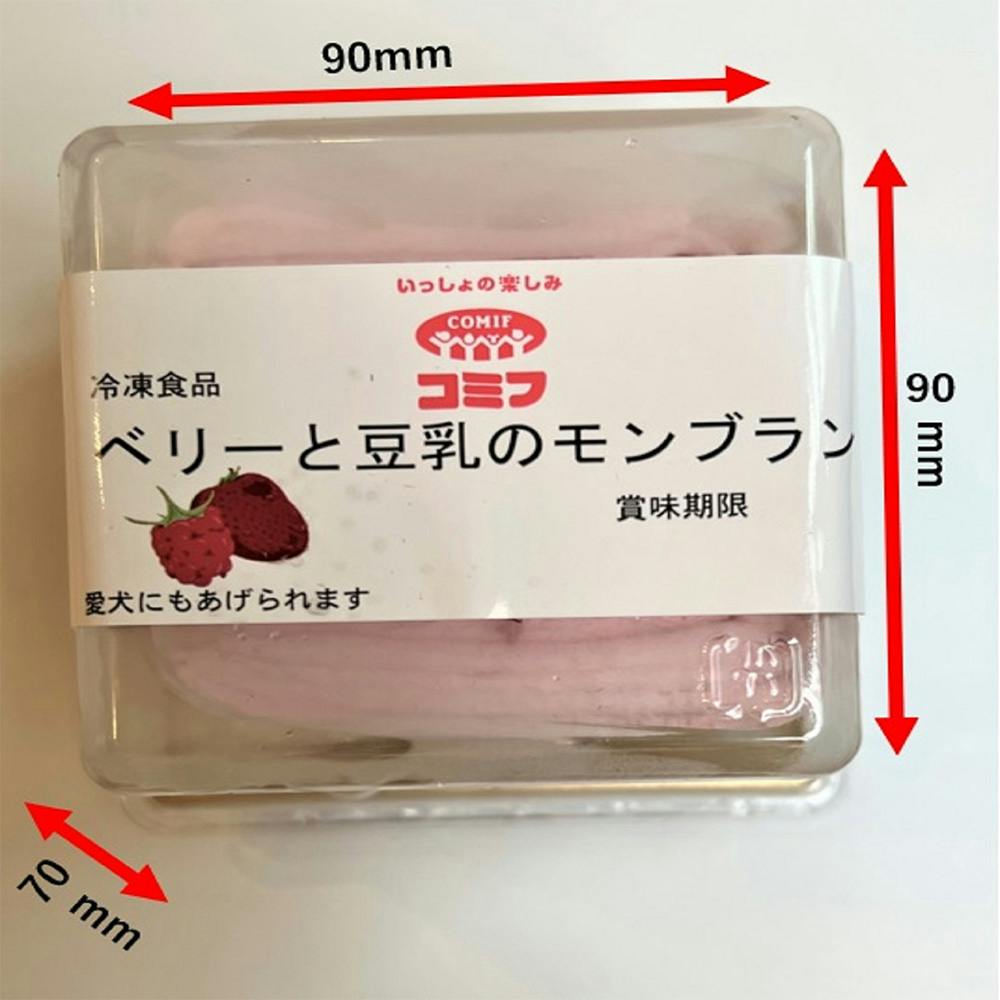 90mm
いっしょの楽しみ
COMIF
コミフ
冷凍食品
ベリーと豆乳のモンブラン
賞味期限
愛犬にもあげられます
90 mm
70 mm